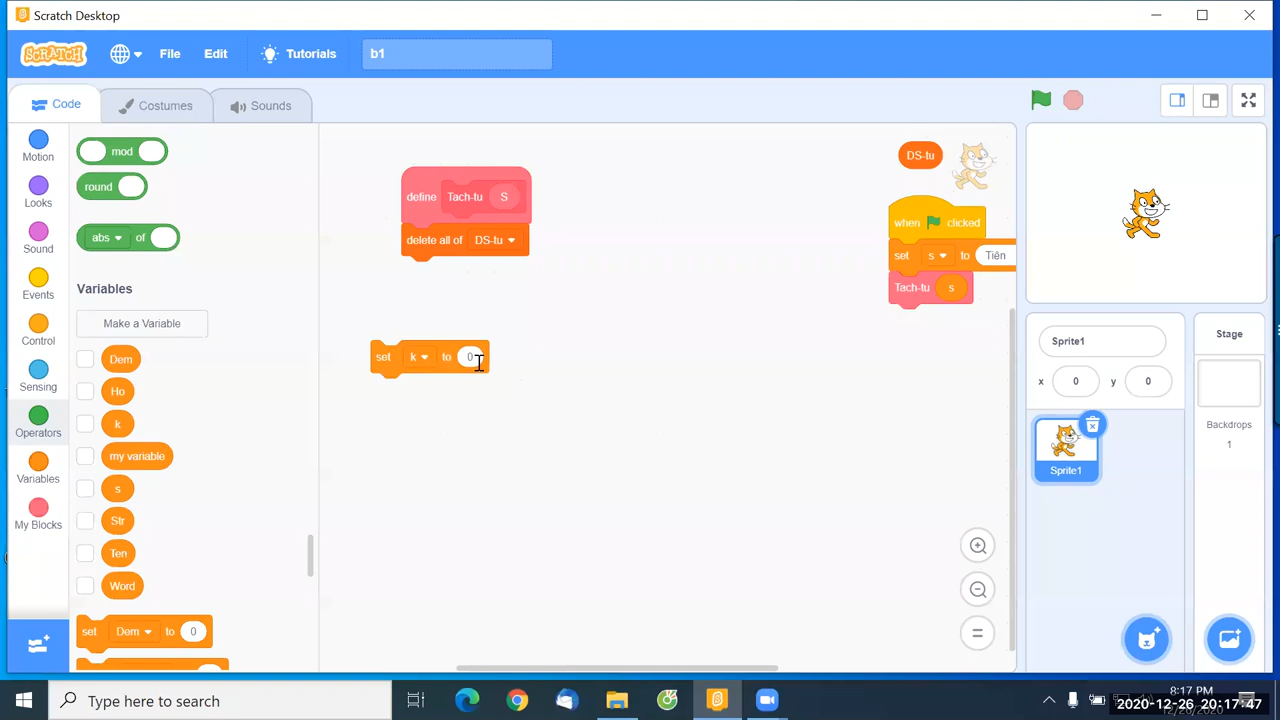 Scratch Desktop
SCRATCH
File
Edit
Tutorials
b1
Code
Costumes
Sounds
Motion
Looks
Sound
Events
Control
Sensing
Operators
Variables
My Blocks
mod
round
abs of
Variables
Make a Variable
Dem
Ho
k
my variable
s
Str
Ten
Word
set Dem to 0
define Tach-tu S
delete all of DS-tu
set k to 0
DS-tu
when clicked
set s to Tiên
Tach-tu s
Sprite1
x 0 y 0
Sprite1
Stage
Backdrops
1
Type here to search
8:17 PM
2020-12-26 20:17:47